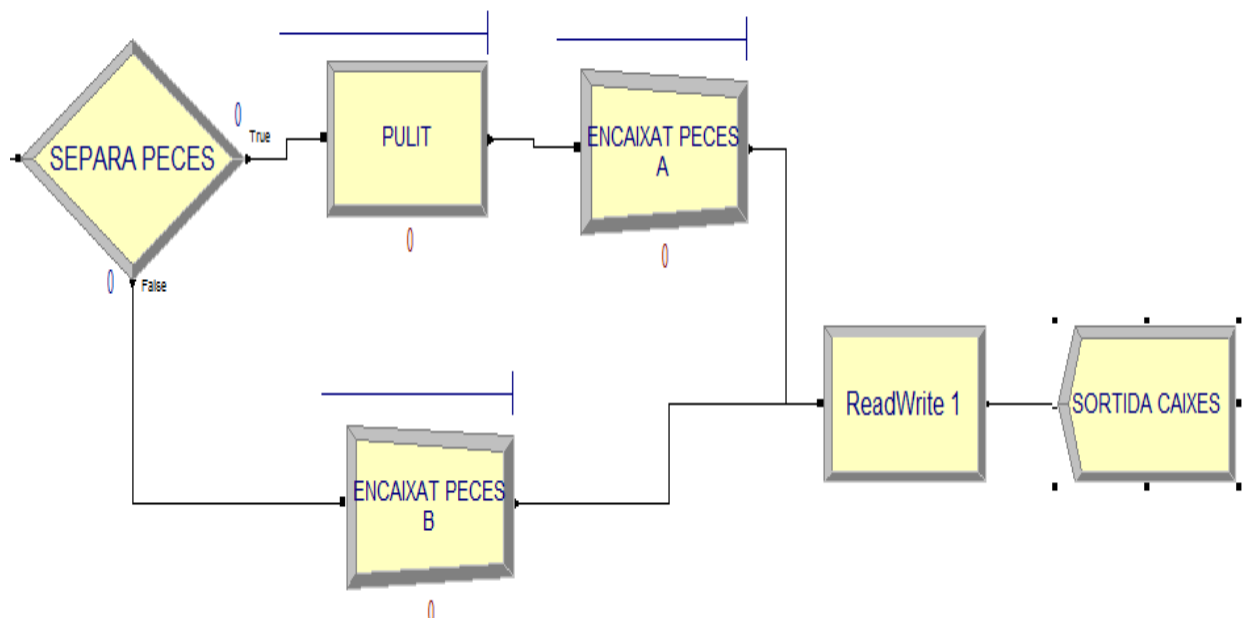 0
True
SEPARA PECES
0
False
PULIT
0
ENCAIXAT PECES
A
0
ENCAIXAT PECES
B
0
ReadWrite 1
SORTIDA CAIXES